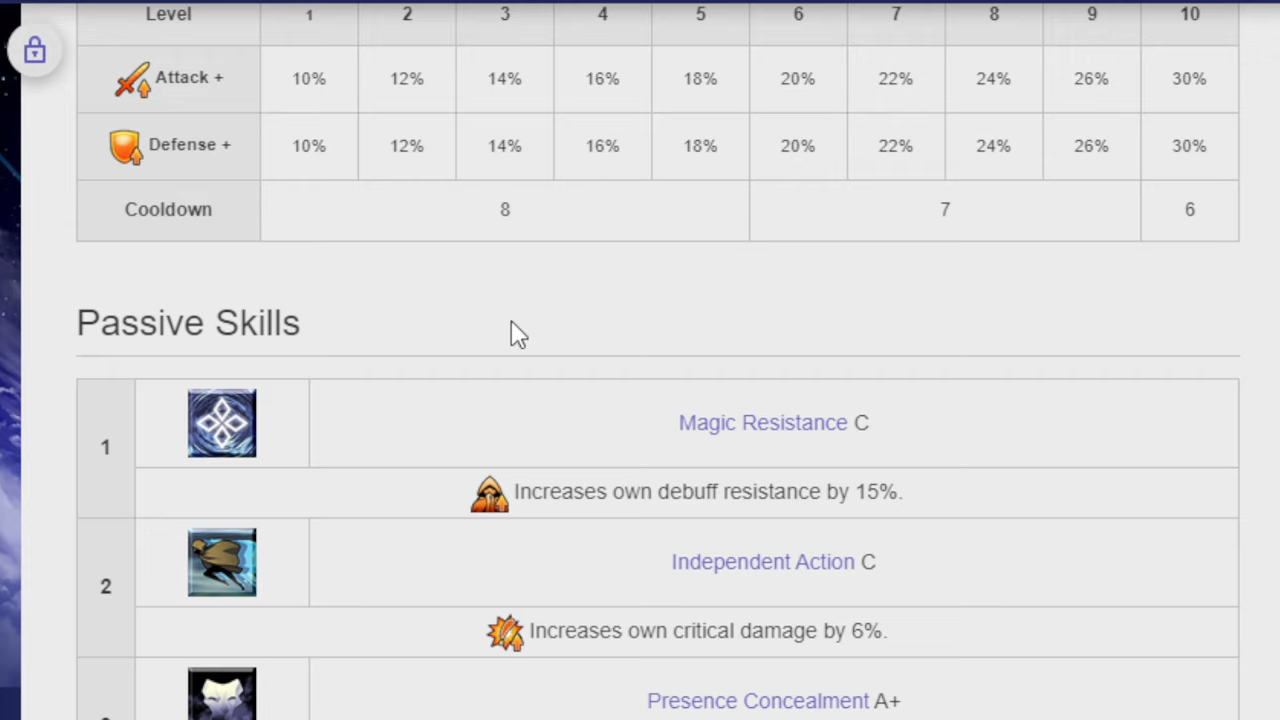 Level 1 2 3 4 5 6 7 8 9 10
Attack + 10% 12% 14% 16% 18% 20% 22% 24% 26% 30%
Defense + 10% 12% 14% 16% 18% 20% 22% 24% 26% 30%
Cooldown 8 7 6
Passive Skills
1 Magic Resistance C
Increases own debuff resistance by 15%.
2 Independent Action C
Increases own critical damage by 6%.
Presence Concealment A+